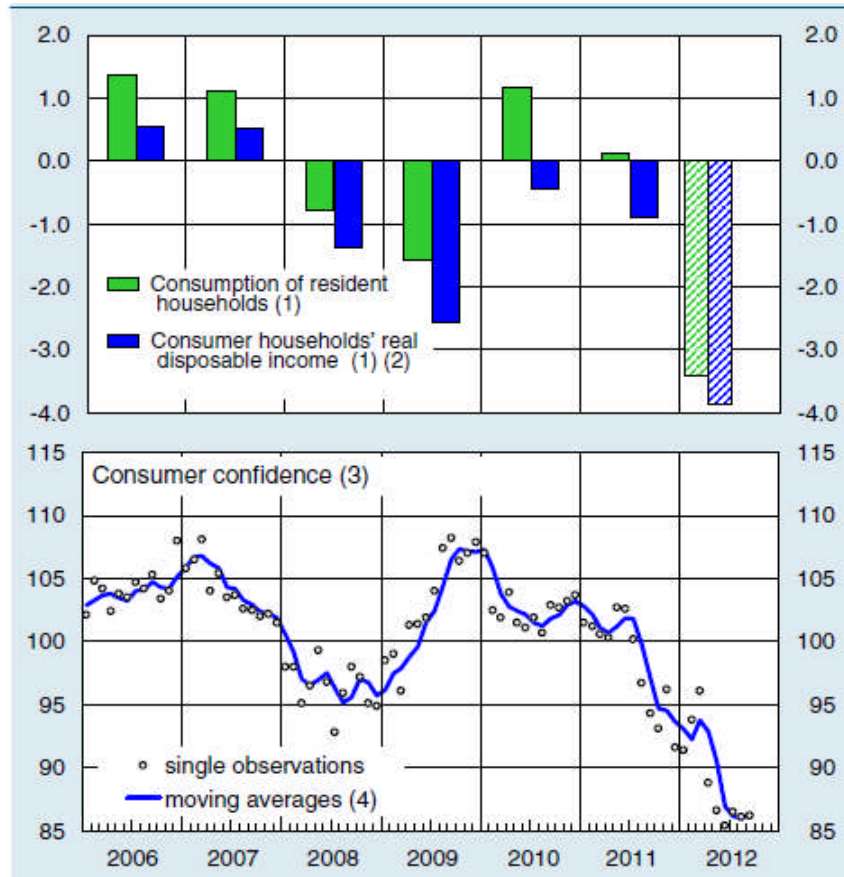 2.0 2.0
1.0 1.0
0.0 0.0
-1.0 -1.0
-2.0 -2.0
-3.0 -3.0
-4.0 -4.0
Consumption of resident
households (1)
Consumer households' real
disposable income (1) (2)
115 115
Consumer confidence (3)
110 110
105 105
100 100
95 95
90 90
single observations
moving averages (4)
85 85
2006 2007 2008 2009 2010 2011 2012